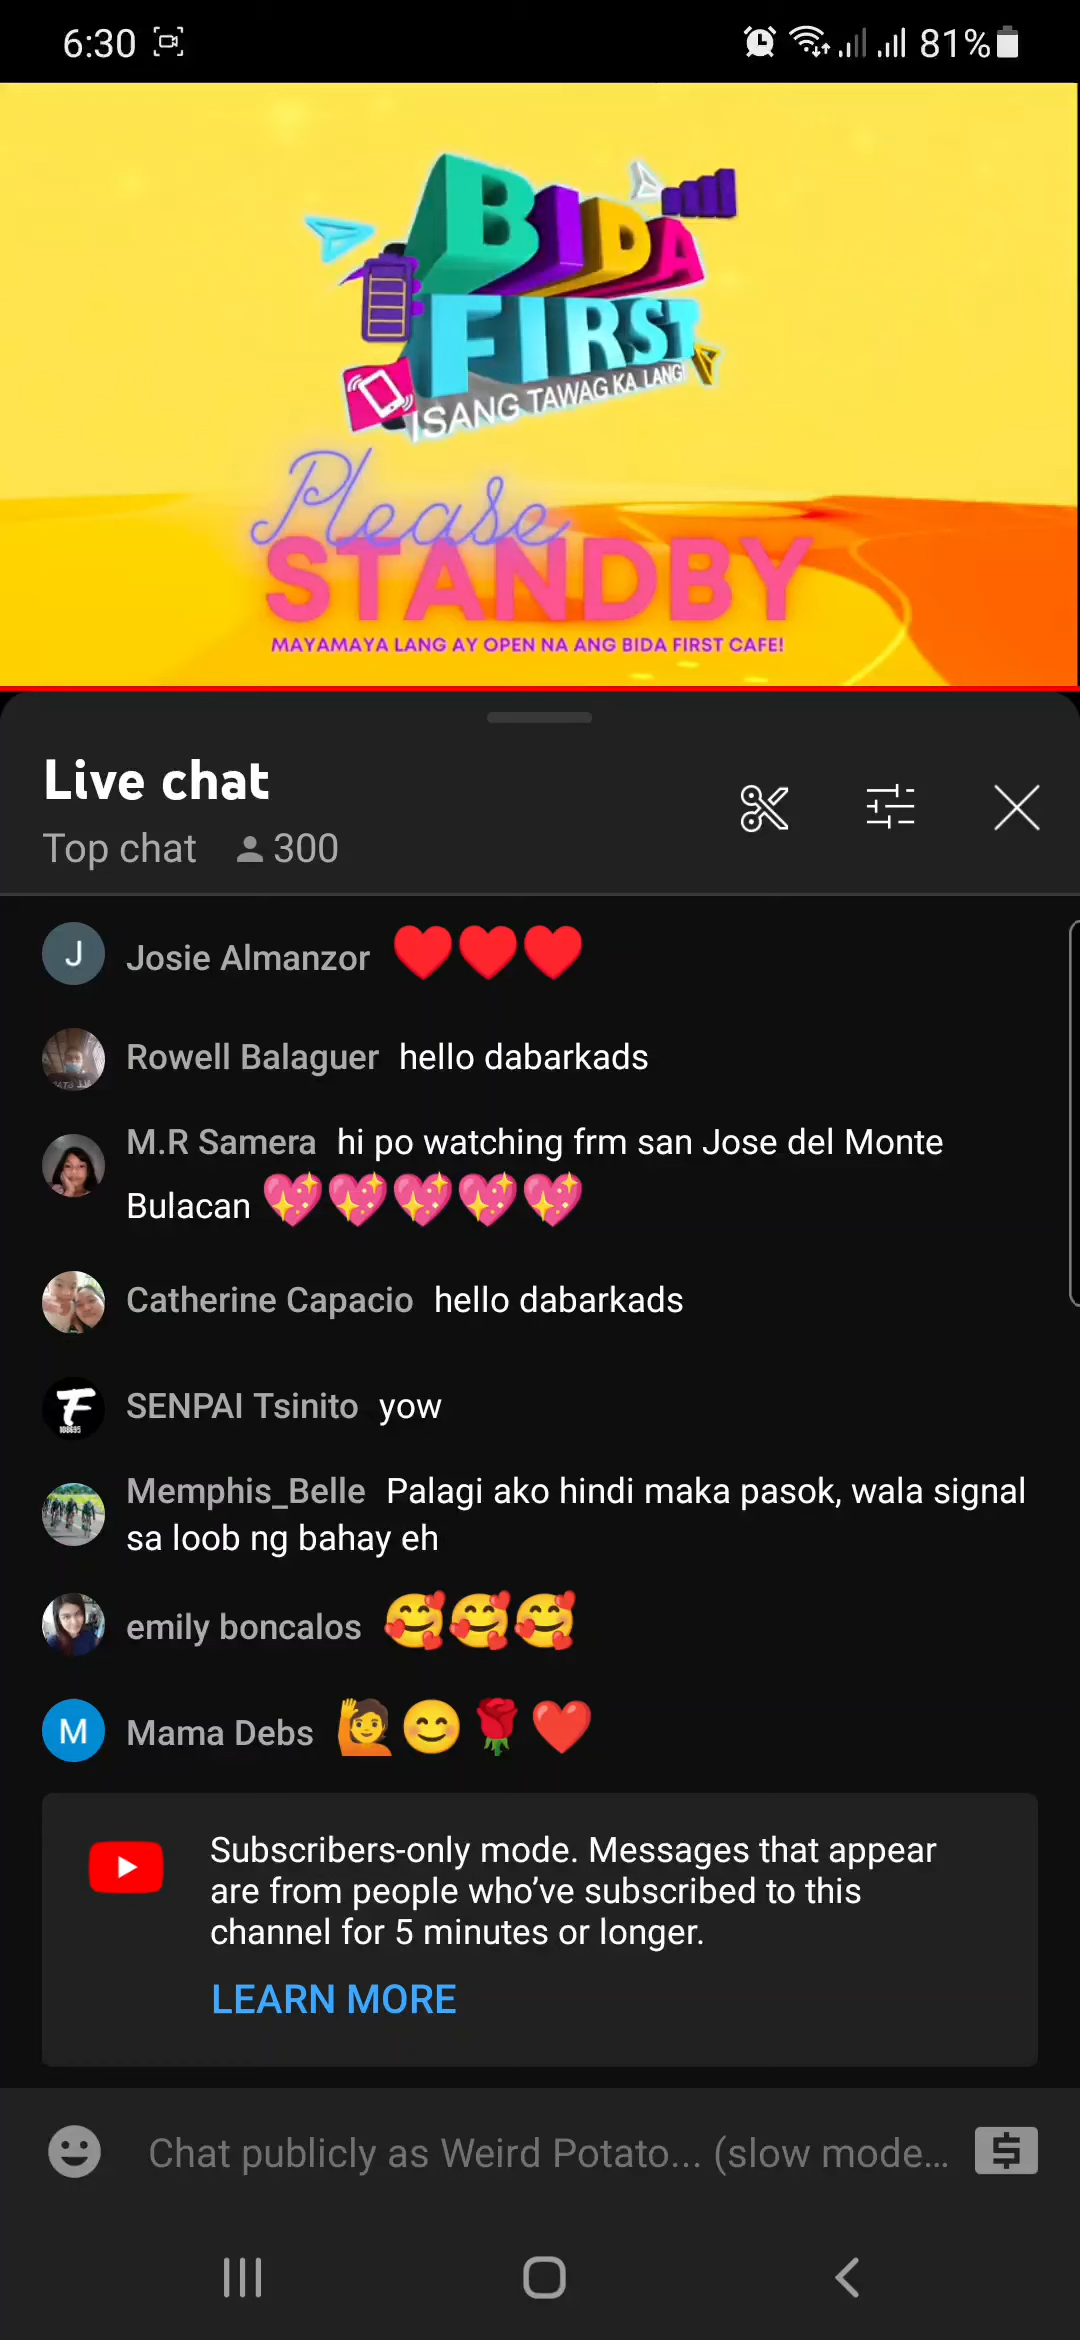 6:30
81%
BIDA
FIRST
ISANG TAWAG KA LANG!
Please
STANDBY
MAYAMAYA LANG AY OPEN NA ANG BIDA FIRST CAFE!
Live chat
Top chat 300
J Josie Almanzor ❤️❤️❤️
Rowell Balaguer hello dabarkads
M.R Samera hi po watching frm san Jose del Monte
Bulacan 💖💖💖💖💖
Catherine Capacio hello dabarkads
SENPAI Tsinito yow
Memphis_Belle Palagi ako hindi maka pasok, wala signal
sa loob ng bahay eh
emily boncalos 🥰🥰🥰
M Mama Debs 🙋😊🌹❤️
Subscribers-only mode. Messages that appear
are from people who’ve subscribed to this
channel for 5 minutes or longer.
LEARN MORE
Chat publicly as Weird Potato... (slow mode...